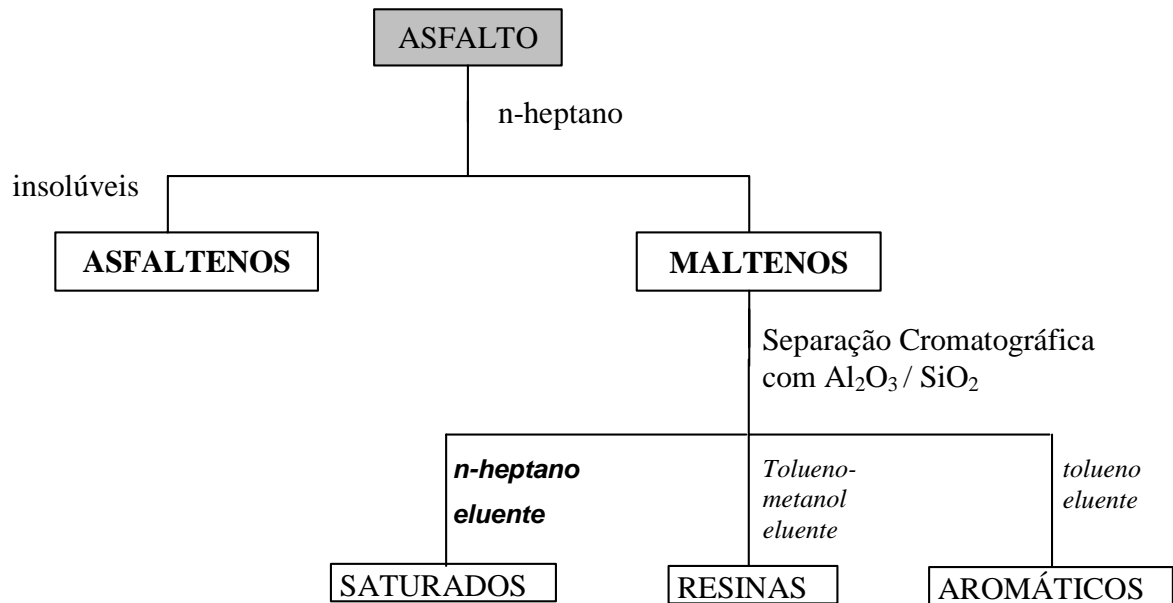 ASFALTO
n-heptano
insolúveis
ASFALTENOS
MALTENOS
Separação Cromatográfica
com Al₂O₃ / SiO₂
n-heptano
eluente
Tolueno-
metanol
eluente
tolueno
eluente
SATURADOS
RESINAS
AROMÁTICOS